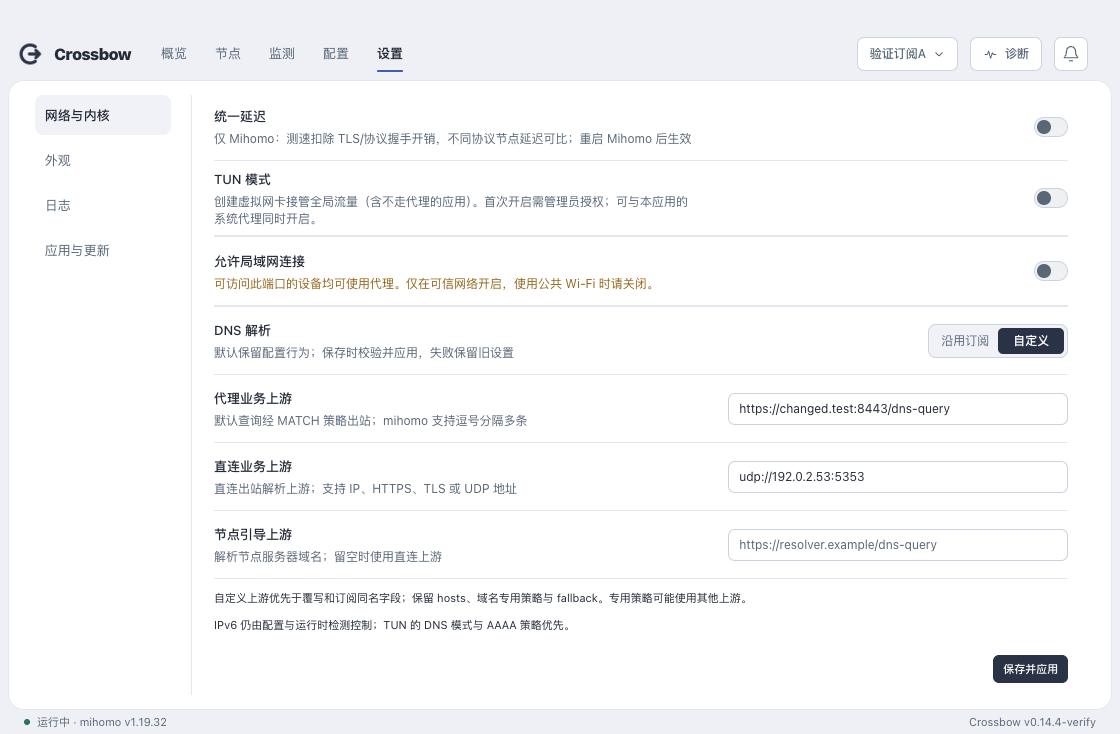 Crossbow
概览
节点
监测
配置
设置
验证订阅A
诊断
网络与内核
外观
日志
应用与更新
统一延迟
仅 Mihomo：测速扣除 TLS/协议握手开销，不同协议节点延迟可比；重启 Mihomo 后生效
TUN 模式
创建虚拟网卡接管全局流量（含不走代理的应用）。首次开启需管理员授权；可与本应用的
系统代理同时开启。
允许局域网连接
可访问此端口的设备均可使用代理。仅在可信网络开启，使用公共 Wi-Fi 时请关闭。
DNS 解析
默认保留配置行为；保存时校验并应用，失败保留旧设置
沿用订阅
自定义
代理业务上游
默认查询经 MATCH 策略出站；mihomo 支持逗号分隔多条
https://changed.test:8443/dns-query
直连业务上游
直连出站解析上游；支持 IP、HTTPS、TLS 或 UDP 地址
udp://192.0.2.53:5353
节点引导上游
解析节点服务器域名；留空时使用直连上游
https://resolver.example/dns-query
自定义上游优先于覆写和订阅同名字段；保留 hosts、域名专用策略与 fallback。专用策略可能使用其他上游。
IPv6 仍由配置与运行时检测控制；TUN 的 DNS 模式与 AAAA 策略优先。
保存并应用
运行中 · mihomo v1.19.32
Crossbow v0.14.4-verify